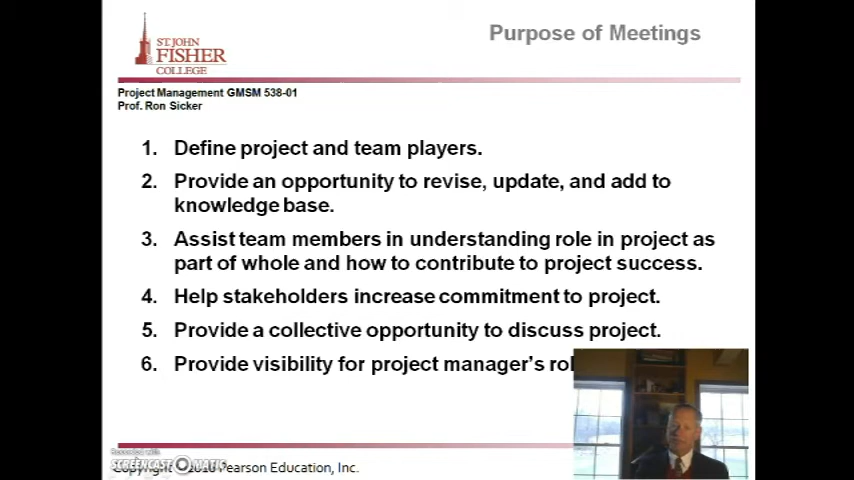 Purpose of Meetings
ST. JOHN
FISHER
COLLEGE
Project Management GMSM 538-01
Prof. Ron Sicker
1. Define project and team players.
2. Provide an opportunity to revise, update, and add to
knowledge base.
3. Assist team members in understanding role in project as
part of whole and how to contribute to project success.
4. Help stakeholders increase commitment to project.
5. Provide a collective opportunity to discuss project.
6. Provide visibility for project manager's rol
Recorded with
SCREENCAST-O-MATIC
Pearson Education, Inc.